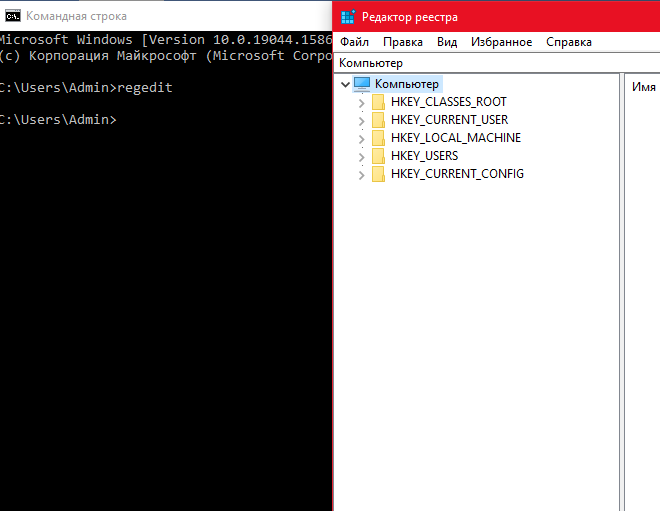 Командная строка
Microsoft Windows [Version 10.0.19044.1586
(c) Корпорация Майкрософт (Microsoft Corpo
C:\Users\Admin>regedit
C:\Users\Admin>
Редактор реестра
Файл Правка Вид Избранное Справка
Компьютер
Компьютер
HKEY_CLASSES_ROOT
HKEY_CURRENT_USER
HKEY_LOCAL_MACHINE
HKEY_USERS
HKEY_CURRENT_CONFIG
Имя